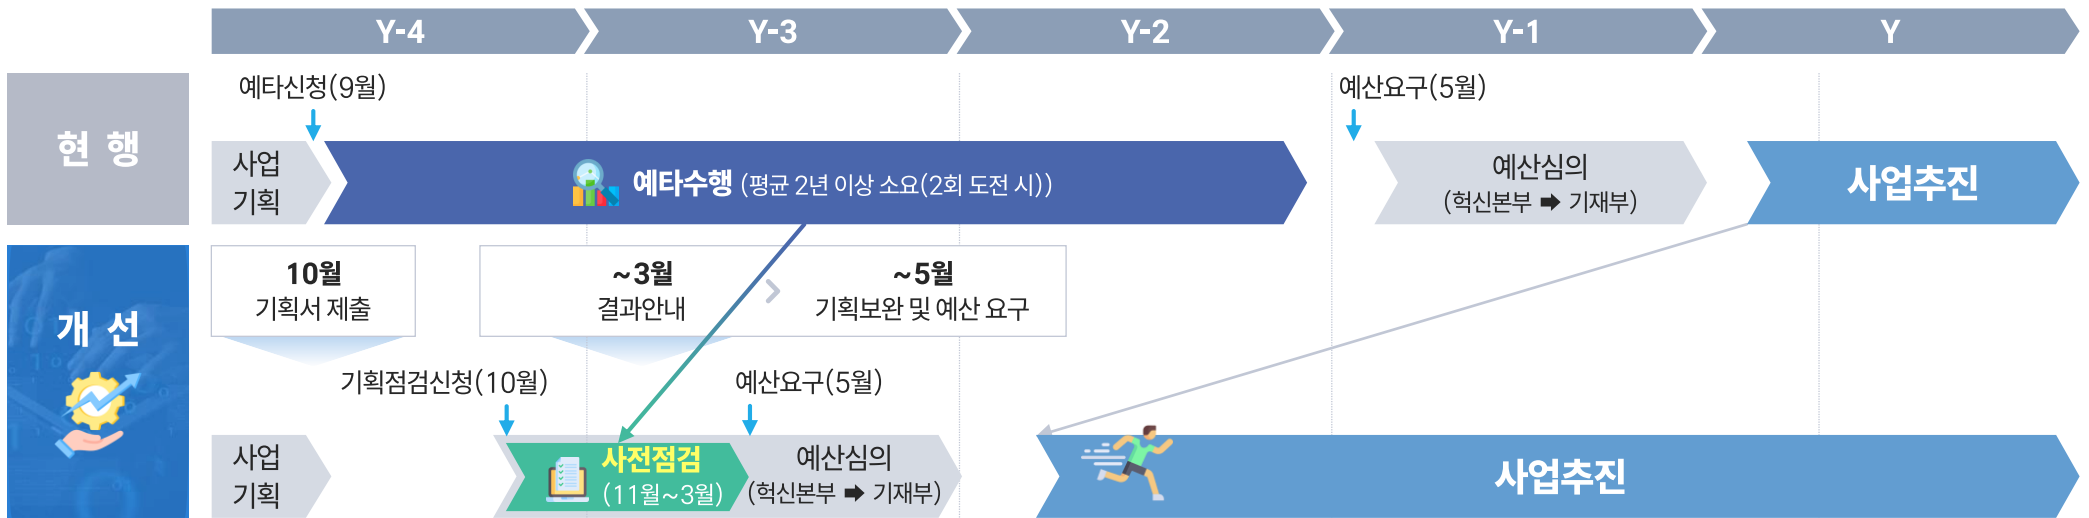 Y-4
Y-3
Y-2
Y-1
Y
현 행
예타신청(9월)
예산요구(5월)
사업
기획
예타수행 (평균 2년 이상 소요(2회 도전 시))
예산심의
(혁신본부 ➡ 기재부)
사업추진
개 선
10월
기획서 제출
~3월
결과안내
~5월
기획보완 및 예산 요구
기획점검신청(10월)
예산요구(5월)
사업
기획
사전점검
(11월~3월)
예산심의
(혁신본부 ➡ 기재부)
사업추진